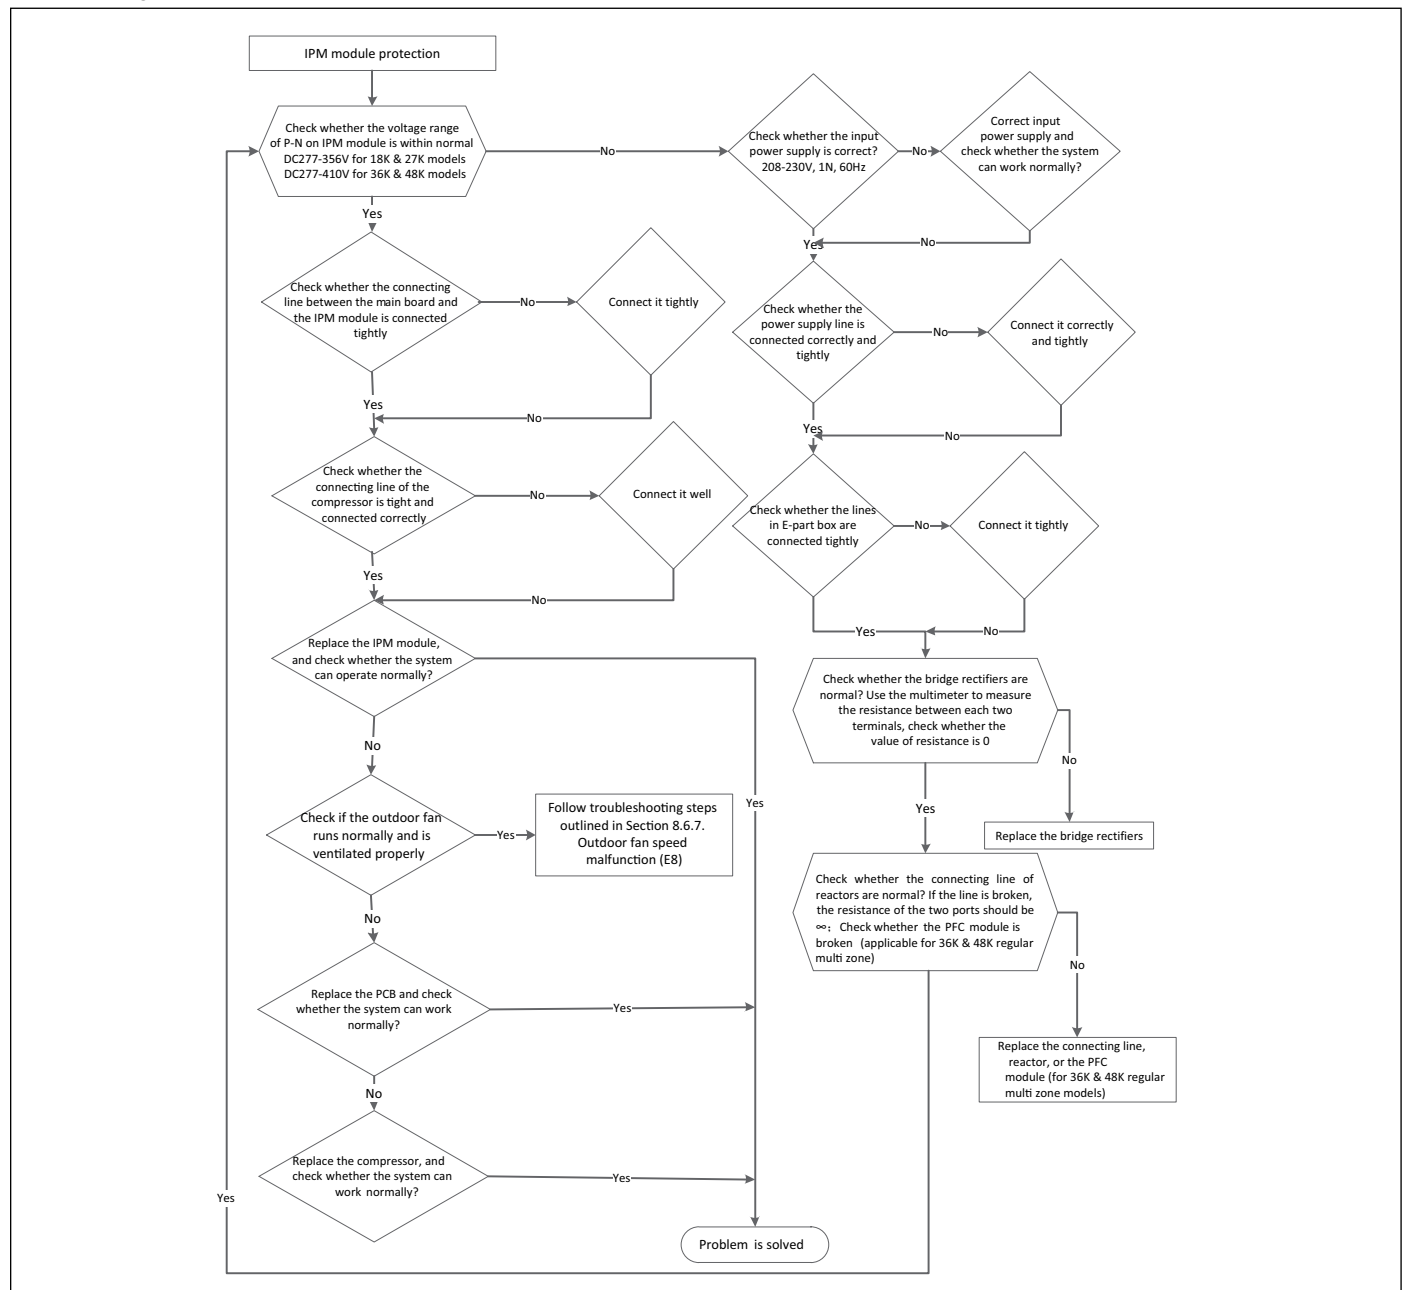 IPM module protection
Check whether the voltage range
of P-N on IPM module is within normal
DC277-356V for 18K & 27K models
DC277-410V for 36K & 48K models
No
Check whether the input
power supply is correct?
208-230V, 1N, 60Hz
No
Correct input
power supply and
check whether the system
can work normally?
Yes
Yes
No
Check whether the connecting
line between the main board and
the IPM module is connected
tightly
No
Connect it tightly
Check whether the
power supply line is
connected correctly and
tightly
No
Connect it correctly
and tightly
Yes
No
Yes
No
Check whether the
connecting line of the
compressor is tight and
connected correctly
No
Connect it well
Check whether the lines
in E-part box are
connected tightly
No
Connect it tightly
Yes
No
Yes
No
Replace the IPM module,
and check whether the system
can operate normally?
Check whether the bridge rectifiers are
normal? Use the multimeter to measure
the resistance between each two
terminals, check whether the
value of resistance is 0
No
No
Yes
Yes
Check if the outdoor fan
runs normally and is
ventilated properly
Yes
Follow troubleshooting steps
outlined in Section 8.6.7.
Outdoor fan speed
malfunction (E8)
Replace the bridge rectifiers
Check whether the connecting line of
reactors are normal? If the line is broken,
the resistance of the two ports should be
∞; Check whether the PFC module is
broken (applicable for 36K & 48K regular
multi zone)
No
No
Replace the PCB and check
whether the system can work
normally?
Yes
Replace the connecting line,
reactor, or the PFC
module (for 36K & 48K regular
multi zone models)
No
Replace the compressor, and
check whether the system can
work normally?
Yes
Yes
Problem is solved